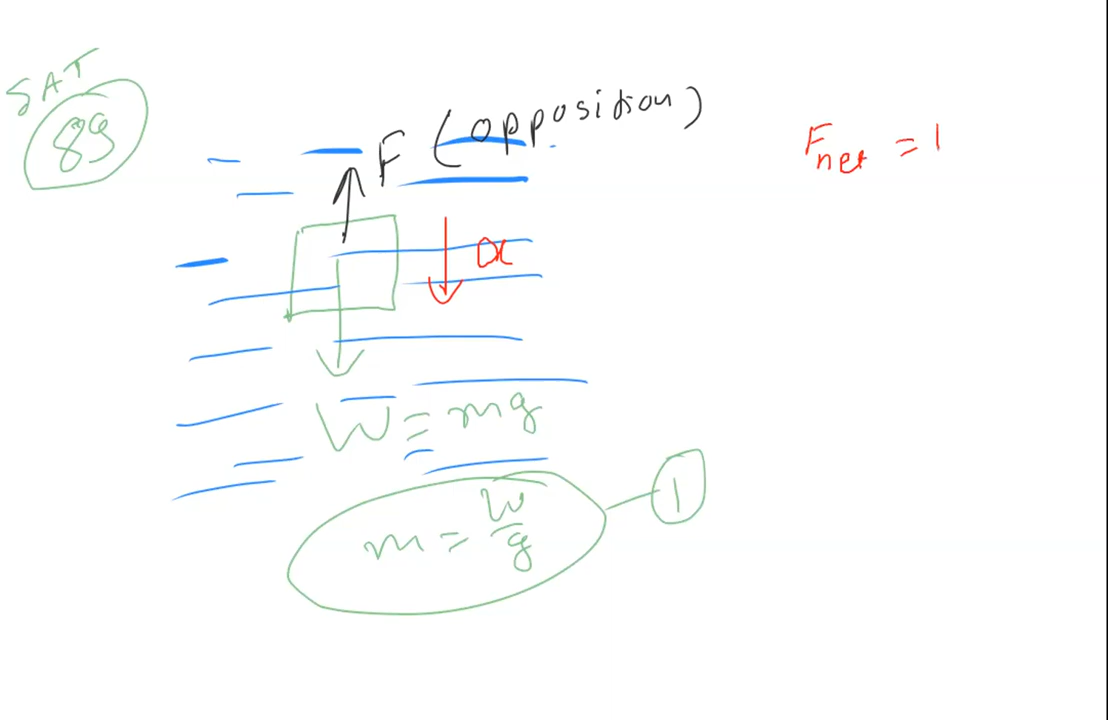 SAT
89
F (opposition)
Fnet = 1
a
W = mg
m = W/g
1